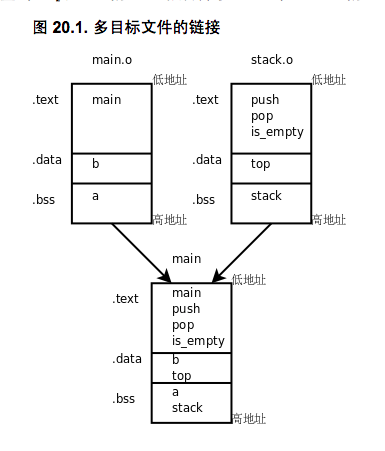 图 20.1. 多目标文件的链接
main.o
stack.o
低地址
低地址
.text
main
.text
push
pop
is_empty
.data
b
.data
top
.bss
a
.bss
stack
高地址
高地址
main
低地址
.text
main
push
pop
is_empty
.data
b
top
.bss
a
stack
高地址